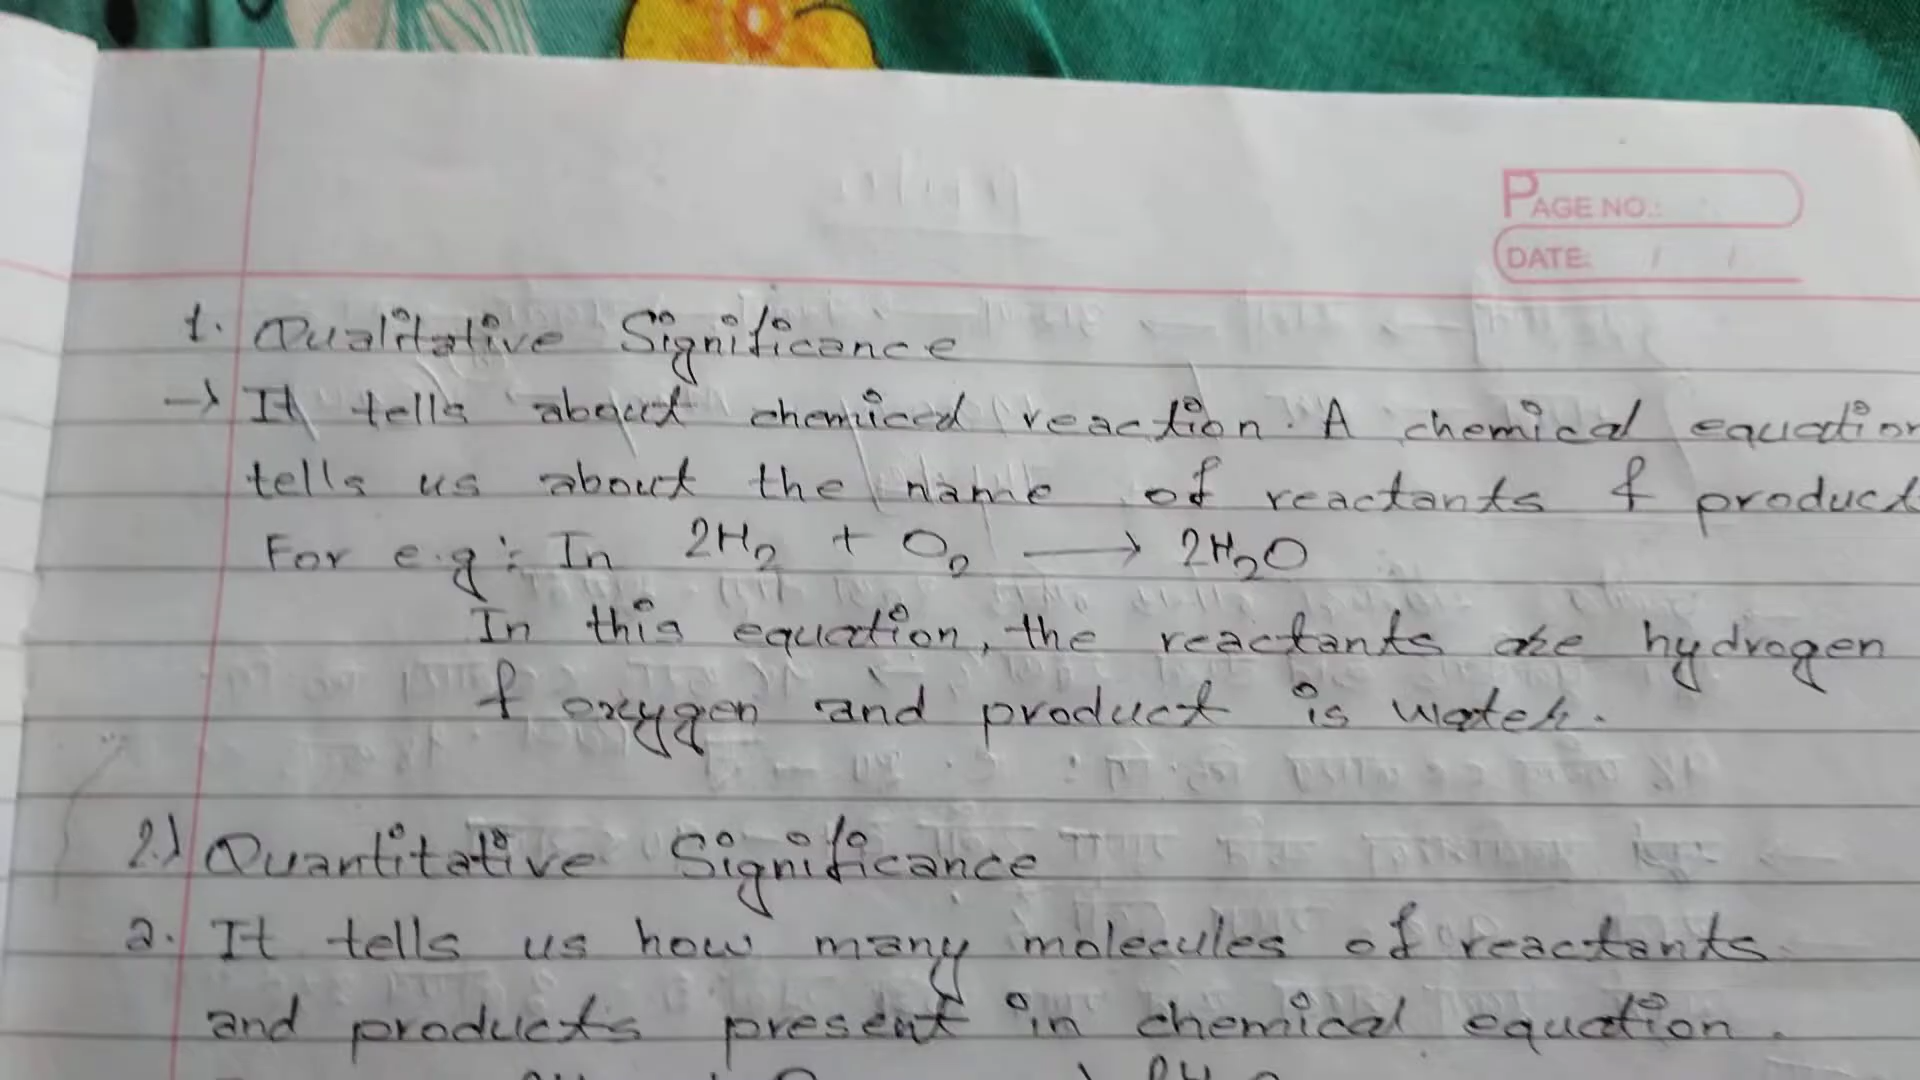 PAGE NO.:
DATE: / /
1. Qualitative Significance
→ It tells about chemical reaction. A chemical equation
tells us about the name of reactants & product
For e.g: In 2H₂ + O₂ ⟶ 2H₂O
In this equation, the reactants are hydrogen
& oxygen and product is water.
2.) Quantitative Significance
a. It tells us how many molecules of reactants
and products present in chemical equation.